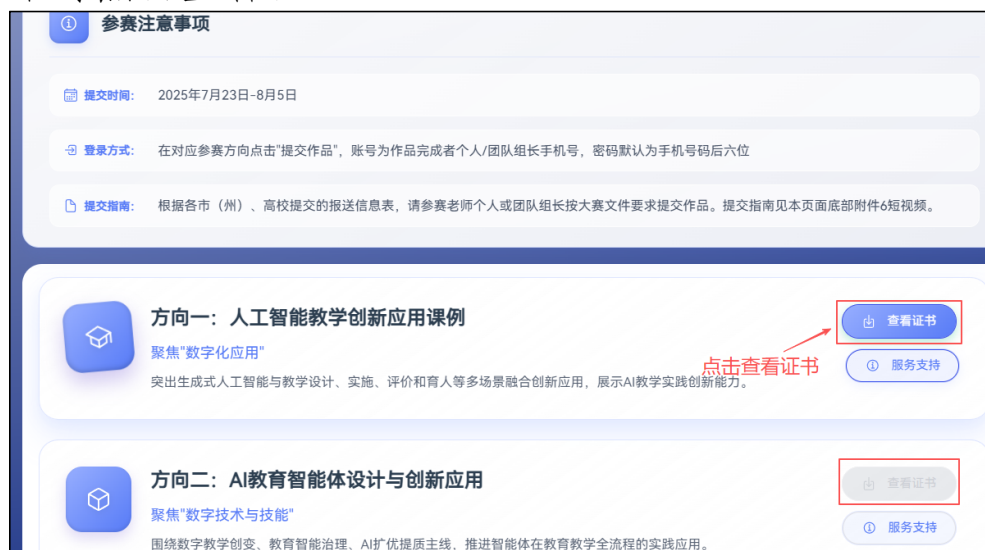 参赛注意事项
提交时间: 2025年7月23日-8月5日
登录方式: 在对应参赛方向点击"提交作品"，账号为作品完成者个人/团队组长手机号，密码默认为手机号码后六位
提交指南: 根据各市（州）、高校提交的报送信息表，请参赛老师个人或团队组长按大赛文件要求提交作品。提交指南见本页面底部附件6短视频。
方向一：人工智能教学创新应用课例
查看证书
聚焦"数字化应用"
点击查看证书
服务支持
突出生成式人工智能与教学设计、实施、评价和育人等多场景融合创新应用，展示AI教学实践创新能力。
方向二：AI教育智能体设计与创新应用
查看证书
聚焦"数字技术与技能"
服务支持
围绕数字教学创变、教育智能治理、AI扩优提质主线，推进智能体在教育教学全流程的实践应用。